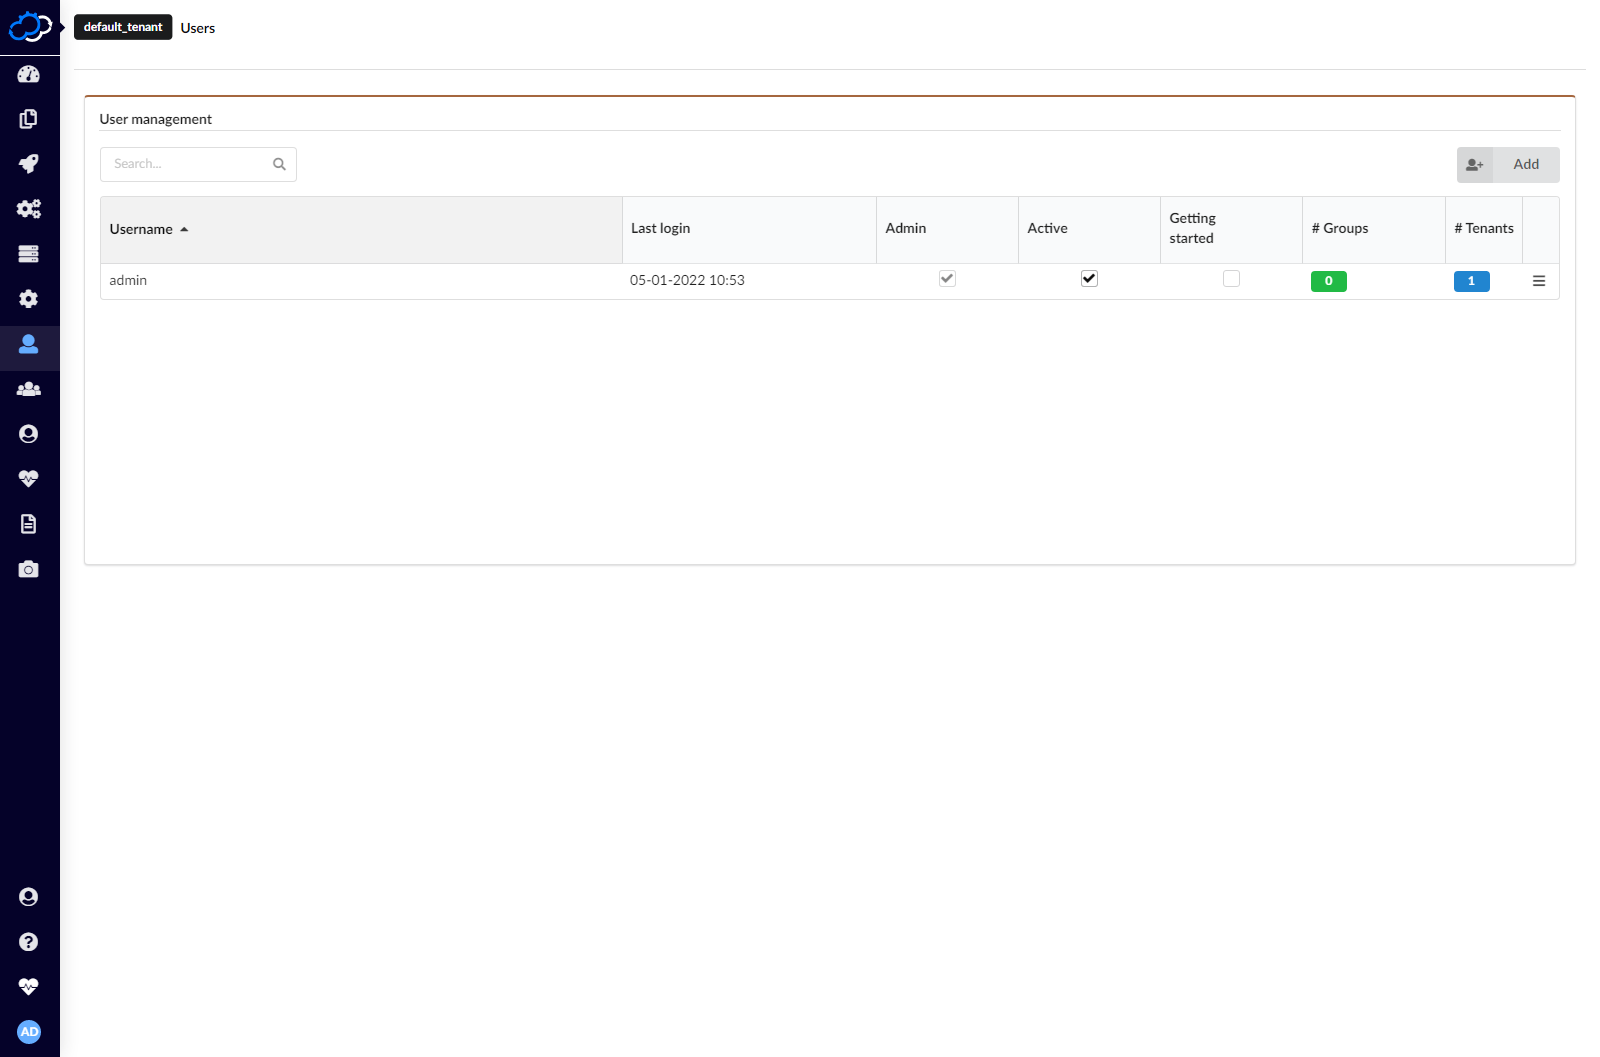 default_tenant Users
User management
Search...
Add
Username Last login Admin Active Getting started # Groups # Tenants
admin 05-01-2022 10:53 0 1
AD